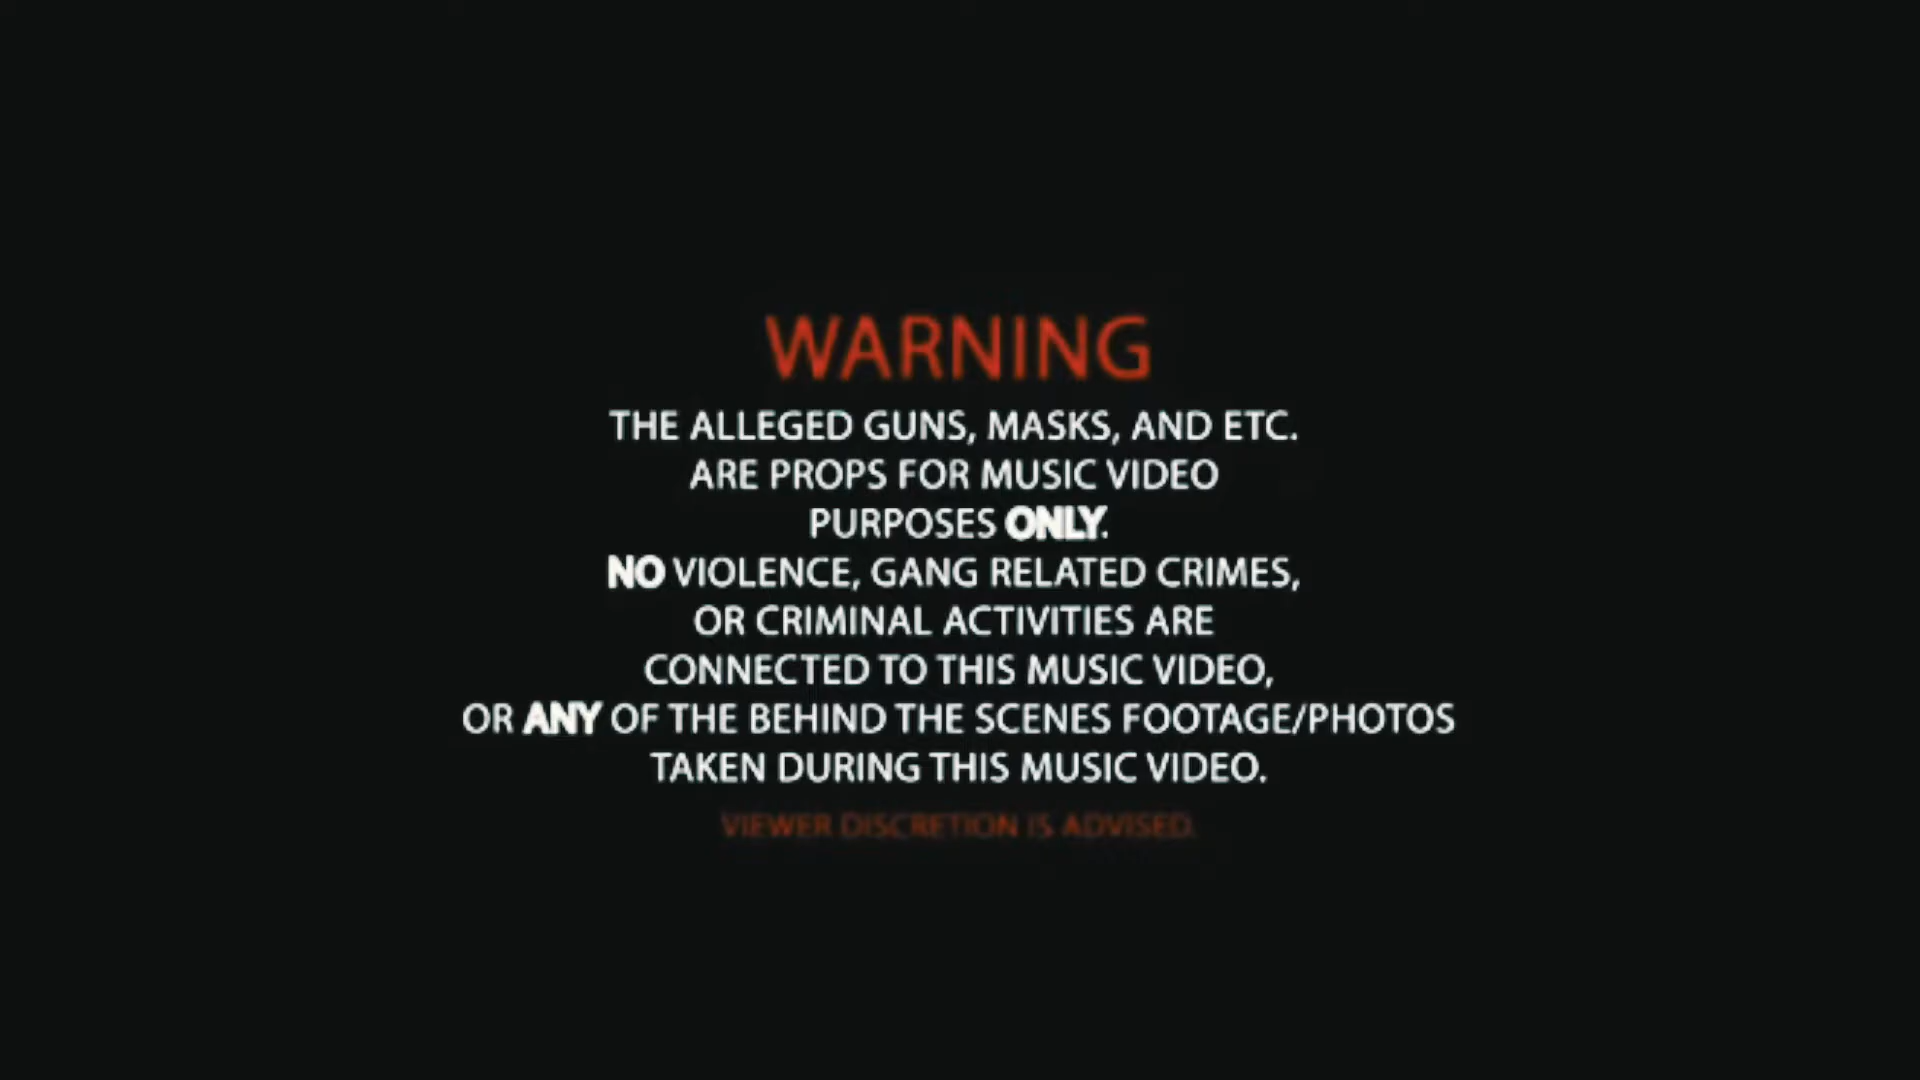 WARNING
THE ALLEGED GUNS, MASKS, AND ETC.
ARE PROPS FOR MUSIC VIDEO
PURPOSES ONLY.
NO VIOLENCE, GANG RELATED CRIMES,
OR CRIMINAL ACTIVITIES ARE
CONNECTED TO THIS MUSIC VIDEO,
OR ANY OF THE BEHIND THE SCENES FOOTAGE/PHOTOS
TAKEN DURING THIS MUSIC VIDEO.
VIEWER DISCRETION IS ADVISED.